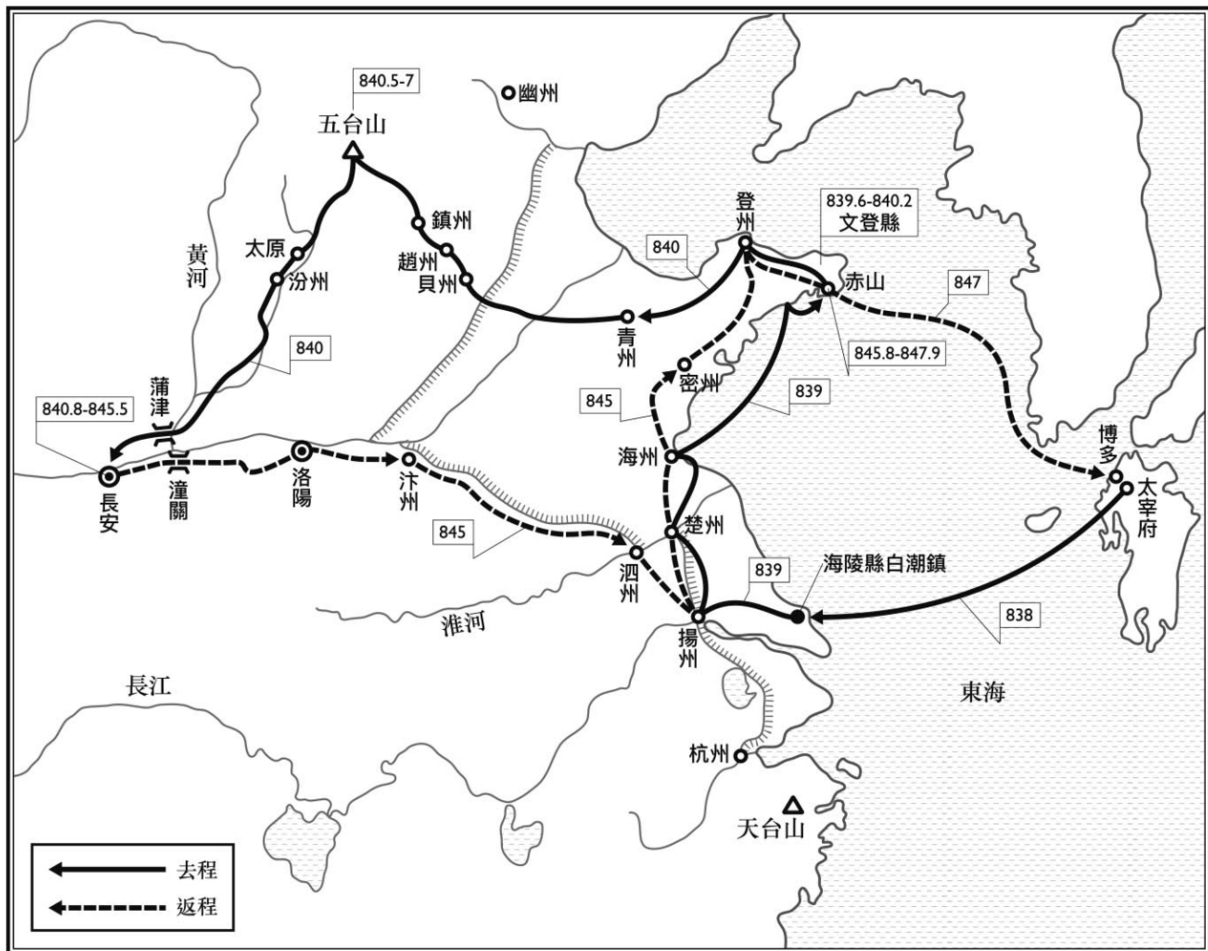 840.5-7
五台山
幽州
鎮州
趙州
貝州
太原
汾州
黃河
840
蒲津
840.8-845.5
長安
潼關
洛陽
汴州
845
泗州
淮河
登州
840
839.6-840.2
文登縣
赤山
847
845.8-847.9
青州
密州
845
839
海州
楚州
839
海陵縣白潮鎮
揚州
博多
太宰府
838
長江
東海
杭州
天台山
去程
返程